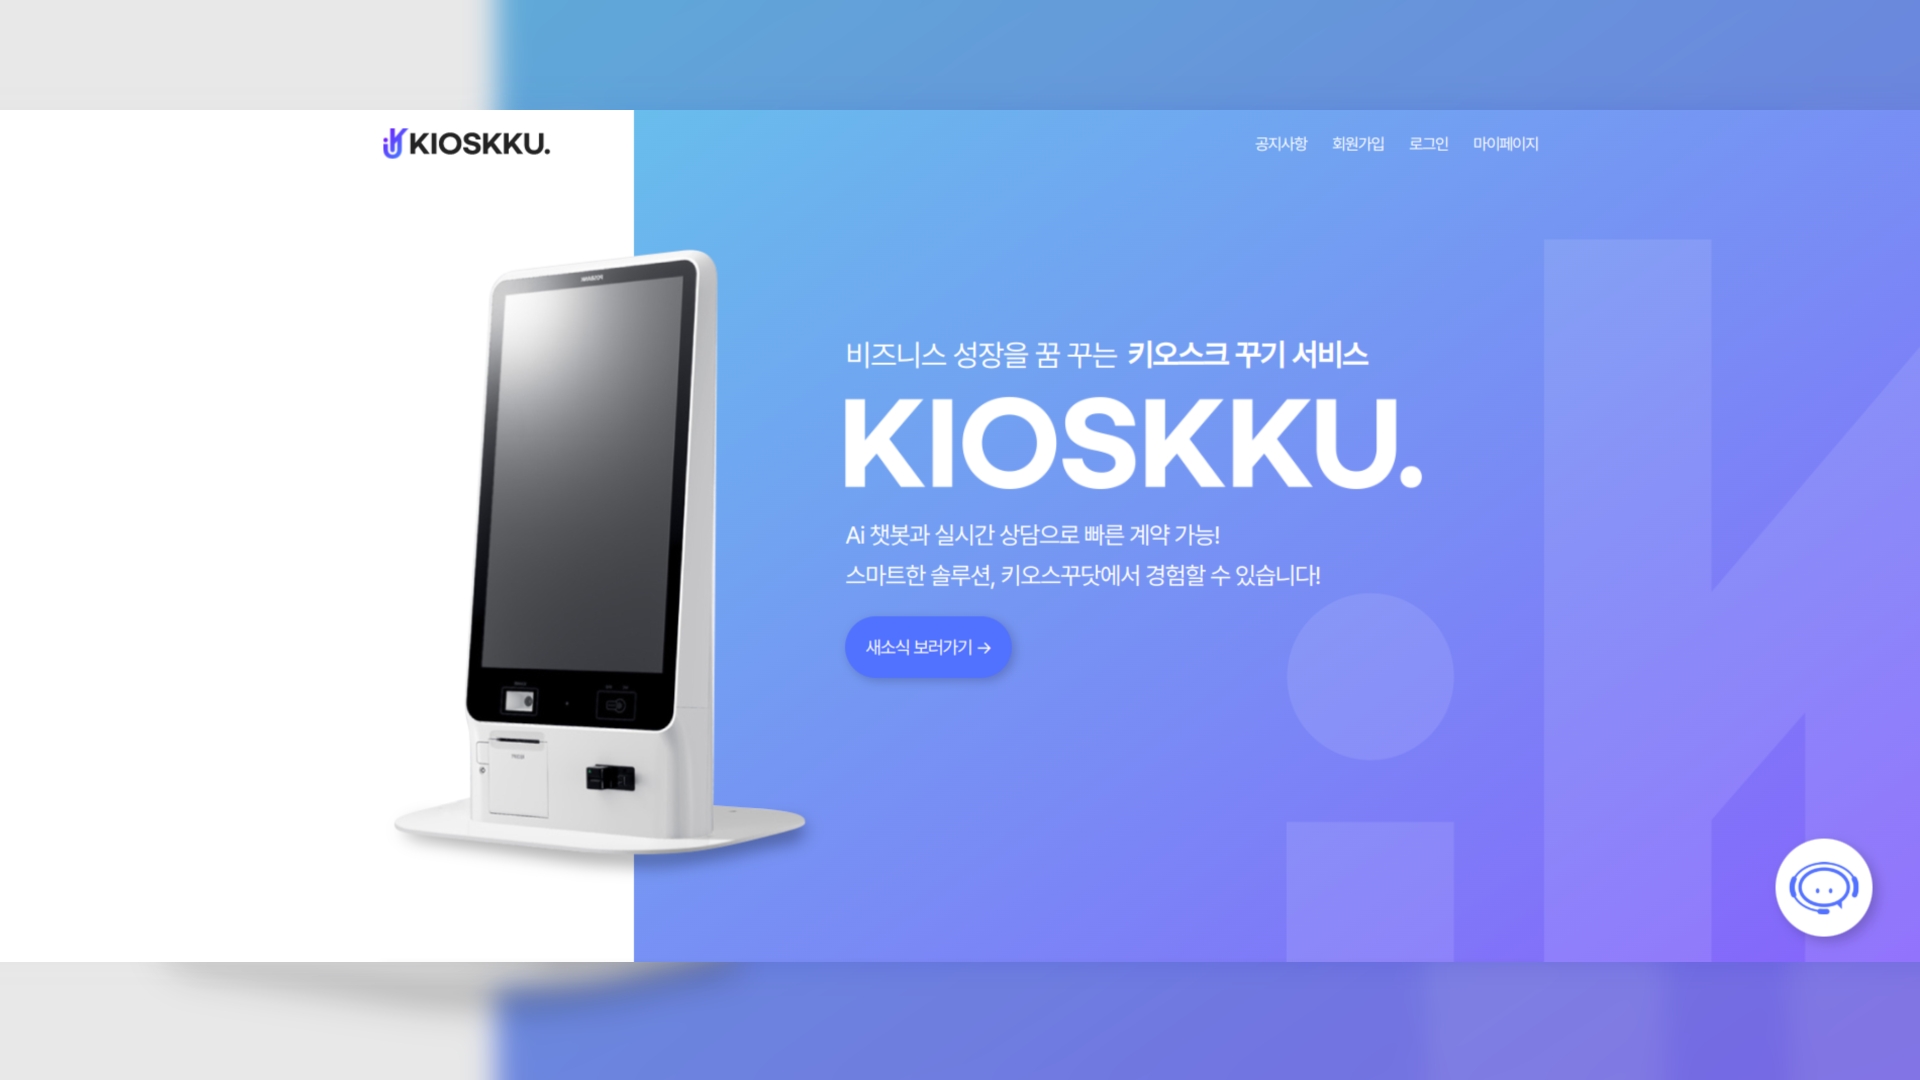 KIOSKKU.
공지사항 회원가입 로그인 마이페이지
비즈니스 성장을 꿈 꾸는 키오스크 꾸기 서비스
KIOSKKU.
Ai 챗봇과 실시간 상담으로 빠른 계약 가능!
스마트한 솔루션, 키오스꾸닷에서 경험할 수 있습니다!
새소식 보러가기 →